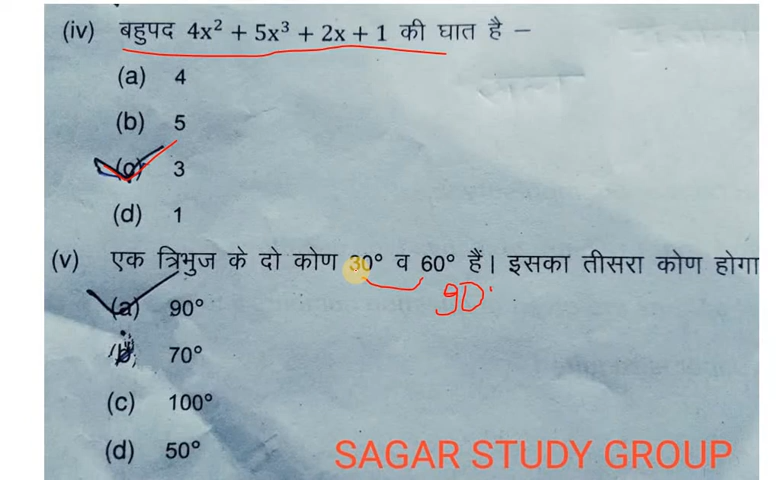 (iv) बहुपद 4x² + 5x³ + 2x + 1 की घात है –
(a) 4
(b) 5
(c) 3
(d) 1
(v) एक त्रिभुज के दो कोण 30° व 60° हैं। इसका तीसरा कोण होगा
90°
(a) 90°
(b) 70°
(c) 100°
(d) 50°
SAGAR STUDY GROUP